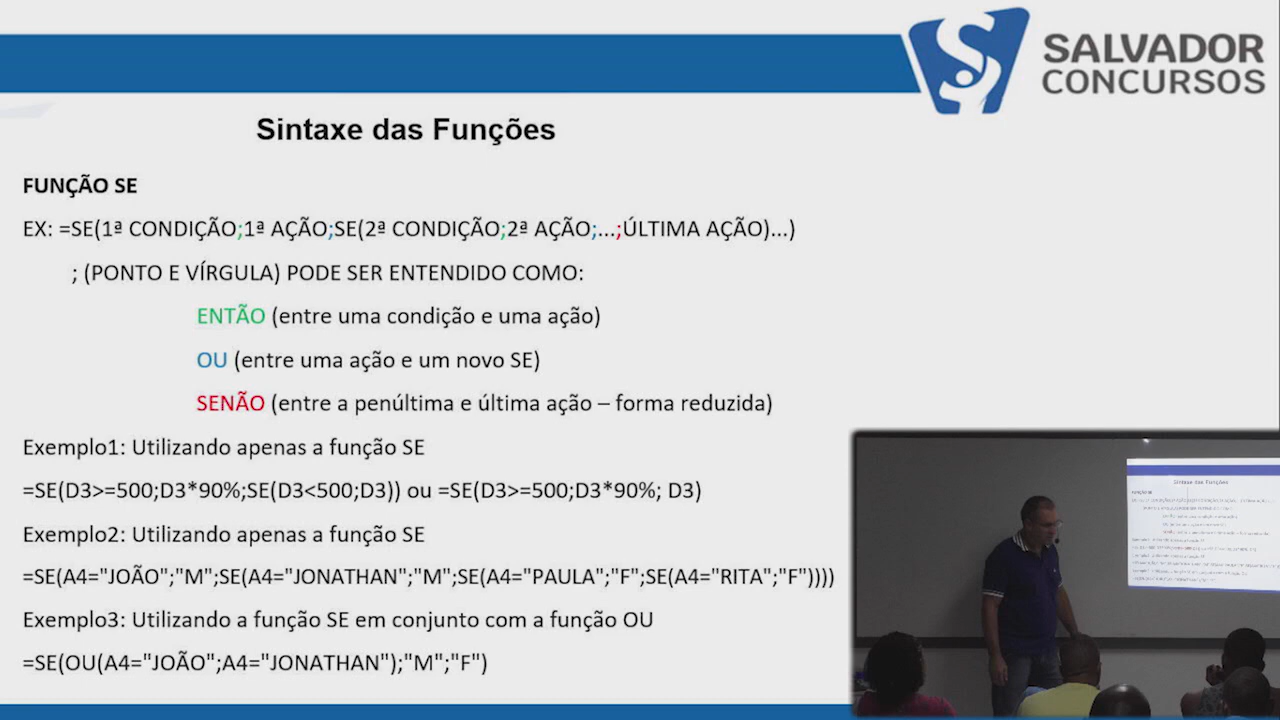 SALVADOR
CONCURSOS
Sintaxe das Funções
FUNÇÃO SE
EX: =SE(1ª CONDIÇÃO;1ª AÇÃO;SE(2ª CONDIÇÃO;2ª AÇÃO;...;ÚLTIMA AÇÃO)...)
; (PONTO E VÍRGULA) PODE SER ENTENDIDO COMO:
ENTÃO (entre uma condição e uma ação)
OU (entre uma ação e um novo SE)
SENÃO (entre a penúltima e última ação – forma reduzida)
Exemplo1: Utilizando apenas a função SE
=SE(D3>=500;D3*90%;SE(D3<500;D3)) ou =SE(D3>=500;D3*90%; D3)
Exemplo2: Utilizando apenas a função SE
=SE(A4="JOÃO";"M";SE(A4="JONATHAN";"M";SE(A4="PAULA";"F";SE(A4="RITA";"F"))))
Exemplo3: Utilizando a função SE em conjunto com a função OU
=SE(OU(A4="JOÃO";A4="JONATHAN");"M";"F")
Sintaxe das Funções